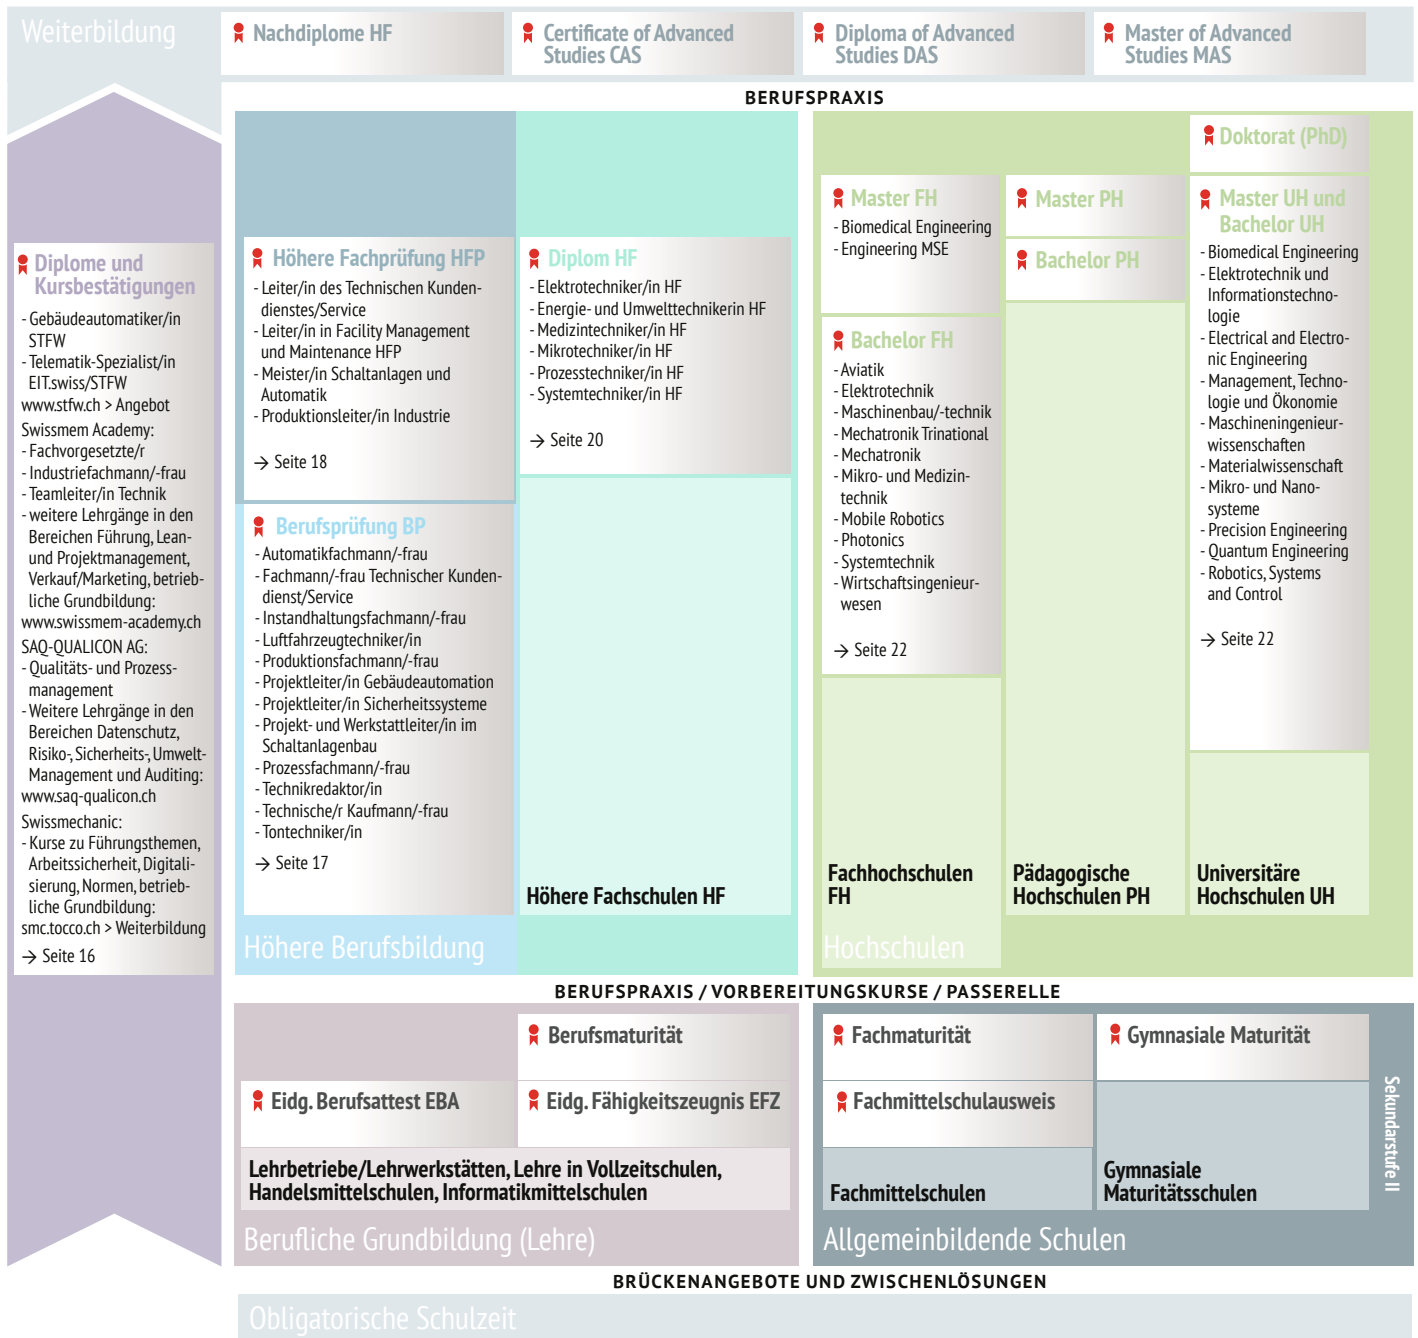 Weiterbildung
Nachdiplome HF
Certificate of Advanced
Studies CAS
Diploma of Advanced
Studies DAS
Master of Advanced
Studies MAS
BERUFSPRAXIS
Diplome und
Kursbestätigungen
- Gebäudeautomatiker/in
STFW
- Telematik-Spezialist/in
EIT.swiss/STFW
www.stfw.ch > Angebot
Swissmem Academy:
- Fachvorgesetzte/r
- Industriefachmann/-frau
- Teamleiter/in Technik
- weitere Lehrgänge in den
Bereichen Führung, Lean-
und Projektmanagement,
Verkauf/Marketing, betrieb-
liche Grundbildung:
www.swissmem-academy.ch
SAQ-QUALICON AG:
- Qualitäts- und Prozess-
management
- Weitere Lehrgänge in den
Bereichen Datenschutz,
Risiko-, Sicherheits-, Umwelt-
Management und Auditing:
www.saq-qualicon.ch
Swissmechanic:
- Kurse zu Führungsthemen,
Arbeitssicherheit, Digitali-
sierung, Normen, betrieb-
liche Grundbildung:
smc.tocco.ch > Weiterbildung
→ Seite 16
Höhere Fachprüfung HFP
- Leiter/in des Technischen Kunden-
dienstes/Service
- Leiter/in in Facility Management
und Maintenance HFP
- Meister/in Schaltanlagen und
Automatik
- Produktionsleiter/in Industrie
→ Seite 18
Berufsprüfung BP
- Automatikfachmann/-frau
- Fachmann/-frau Technischer Kunden-
dienst/Service
- Instandhaltungsfachmann/-frau
- Luftfahrzeugtechniker/in
- Produktionsfachmann/-frau
- Projektleiter/in Gebäudeautomation
- Projektleiter/in Sicherheitssysteme
- Projekt- und Werkstattleiter/in im
Schaltanlagenbau
- Prozessfachmann/-frau
- Technikredaktor/in
- Technische/r Kaufmann/-frau
- Tontechniker/in
→ Seite 17
Höhere Berufsbildung
Diplom HF
- Elektrotechniker/in HF
- Energie- und Umwelttechnikerin HF
- Medizintechniker/in HF
- Mikrotechniker/in HF
- Prozesstechniker/in HF
- Systemtechniker/in HF
→ Seite 20
Höhere Fachschulen HF
Master FH
- Biomedical Engineering
- Engineering MSE
Bachelor FH
- Aviatik
- Elektrotechnik
- Maschinenbau/-technik
- Mechatronik Trinational
- Mechatronik
- Mikro- und Medizin-
technik
- Mobile Robotics
- Photonics
- Systemtechnik
- Wirtschaftsingenieur-
wesen
→ Seite 22
Fachhochschulen
FH
Hochschulen
Master PH
Bachelor PH
Pädagogische
Hochschulen PH
Doktorat (PhD)
Master UH und
Bachelor UH
- Biomedical Engineering
- Elektrotechnik und
Informationstechno-
logie
- Electrical and Electro-
nic Engineering
- Management, Techno-
logie und Ökonomie
- Maschineningenieur-
wissenschaften
- Materialwissenschaft
- Mikro- und Nano-
systeme
- Precision Engineering
- Quantum Engineering
- Robotics, Systems
and Control
→ Seite 22
Universitäre
Hochschulen UH
BERUFSPRAXIS / VORBEREITUNGSKURSE / PASSERELLE
Berufsmaturität
Eidg. Berufsattest EBA
Eidg. Fähigkeitszeugnis EFZ
Lehrbetriebe/Lehrwerkstätten, Lehre in Vollzeitschulen,
Handelsmittelschulen, Informatikmittelschulen
Berufliche Grundbildung (Lehre)
Fachmaturität
Fachmittelschulausweis
Fachmittelschulen
Gymnasiale Maturität
Gymnasiale
Maturitätsschulen
Allgemeinbildende Schulen
Sekundarstufe II
BRÜCKENANGEBOTE UND ZWISCHENLÖSUNGEN
Obligatorische Schulzeit